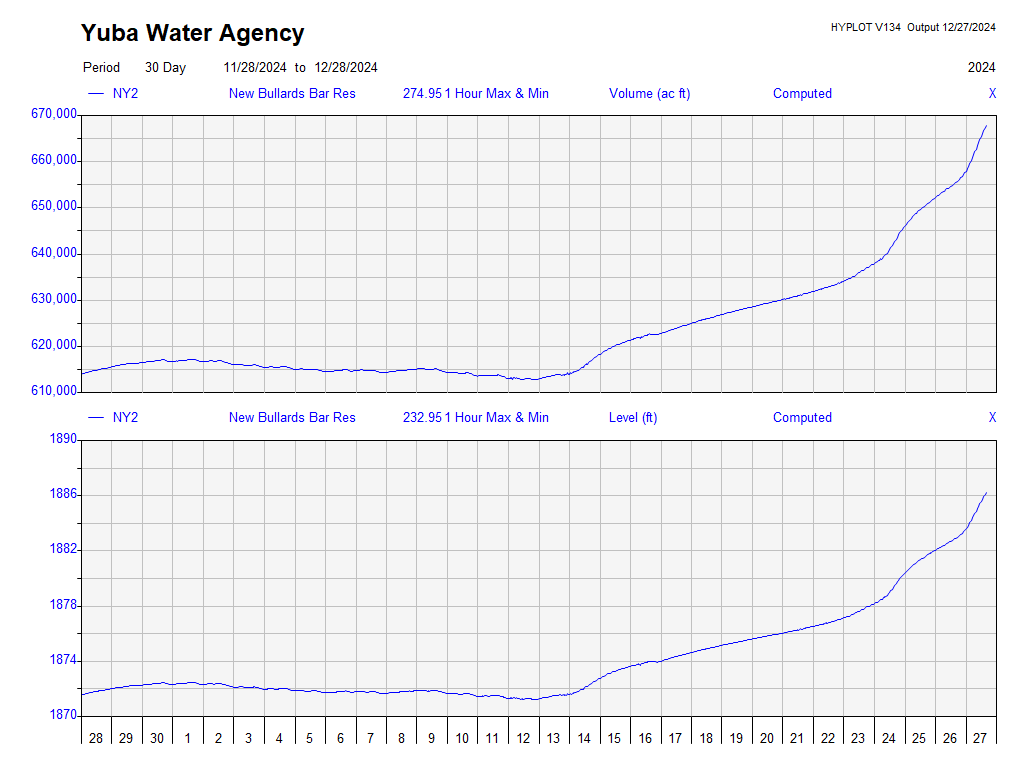 Yuba Water Agency
HYPLOT V134 Output 12/27/2024
Period 30 Day 11/28/2024 to 12/28/2024 2024
NY2 New Bullards Bar Res 274.95 1 Hour Max & Min Volume (ac ft) Computed X
670,000
660,000
650,000
640,000
630,000
620,000
610,000
NY2 New Bullards Bar Res 232.95 1 Hour Max & Min Level (ft) Computed X
1890
1886
1882
1878
1874
1870
28 29 30 1 2 3 4 5 6 7 8 9 10 11 12 13 14 15 16 17 18 19 20 21 22 23 24 25 26 27